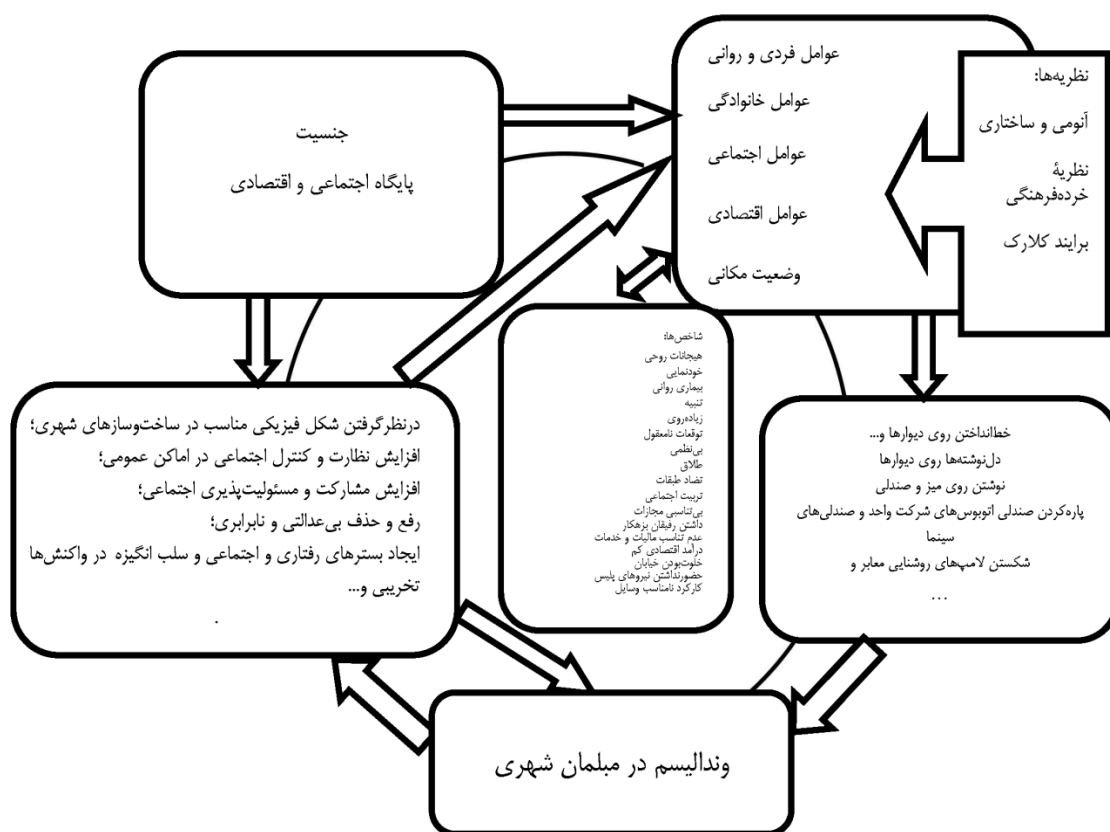 نظریه‌ها:
آنومی و ساختاری
نظریهٔ
خرده‌فرهنگی
برایند کلارک
عوامل فردی و روانی
عوامل خانوادگی
عوامل اجتماعی
عوامل اقتصادی
وضعیت مکانی
جنسیت
پایگاه اجتماعی و اقتصادی
شاخص‌ها:
هیجانات روحی
خودنمایی
بیماری روانی
تنبیه
زیاده‌روی
توقعات نامعقول
بی‌نظمی
طلاق
تضاد طبقات
تربیت اجتماعی
بی‌تناسبی مجازات
داشتن رفیقان بزهکار
عدم تناسب مالیات و خدمات
درآمد اقتصادی کم
خلوت‌بودن خیابان
حضورنداشتن نیروهای پلیس
کارکرد نامناسب وسایل
خط‌انداختن روی دیوارها و...
دل‌نوشته‌ها روی دیوارها
نوشتن روی میز و صندلی
پاره‌کردن صندلی اتوبوس‌های شرکت واحد و صندلی‌های
سینما
شکستن لامپ‌های روشنایی معابر و
...
درنظرگرفتن شکل فیزیکی مناسب در ساخت‌وسازهای شهری؛
افزایش نظارت و کنترل اجتماعی در اماکن عمومی؛
افزایش مشارکت و مسئولیت‌پذیری اجتماعی؛
رفع و حذف بی‌عدالتی و نابرابری؛
ایجاد بسترهای رفتاری و اجتماعی و سلب انگیزه در واکنش‌ها
تخریبی و...
.
وندالیسم در مبلمان شهری